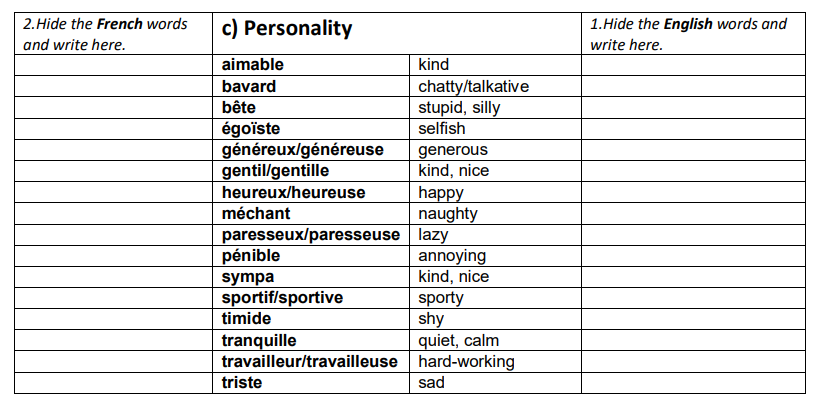 2.Hide the French words and write here.
c) Personality
1.Hide the English words and write here.
aimable kind
bavard chatty/talkative
bête stupid, silly
égoïste selfish
généreux/généreuse generous
gentil/gentille kind, nice
heureux/heureuse happy
méchant naughty
paresseux/paresseuse lazy
pénible annoying
sympa kind, nice
sportif/sportive sporty
timide shy
tranquille quiet, calm
travailleur/travailleuse hard-working
triste sad